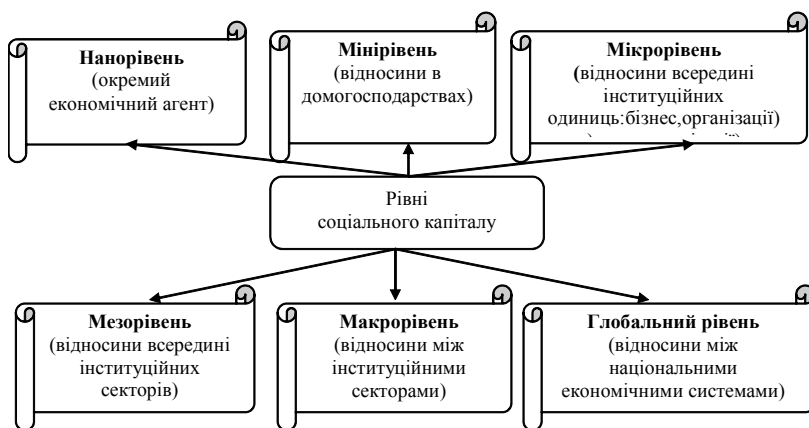 Нанорівень
(окремий
економічний агент)
Мінірівень
(відносини в
домогосподарствах)
Мікрорівень
(відносини всередині
інституційних
одиниць:бізнес,організації)
Рівні
соціального капіталу
Мезорівень
(відносини всередині
інституційних
секторів)
Макрорівень
(відносини між
інституційними
секторами)
Глобальний рівень
(відносини між
національними
економічними системами)